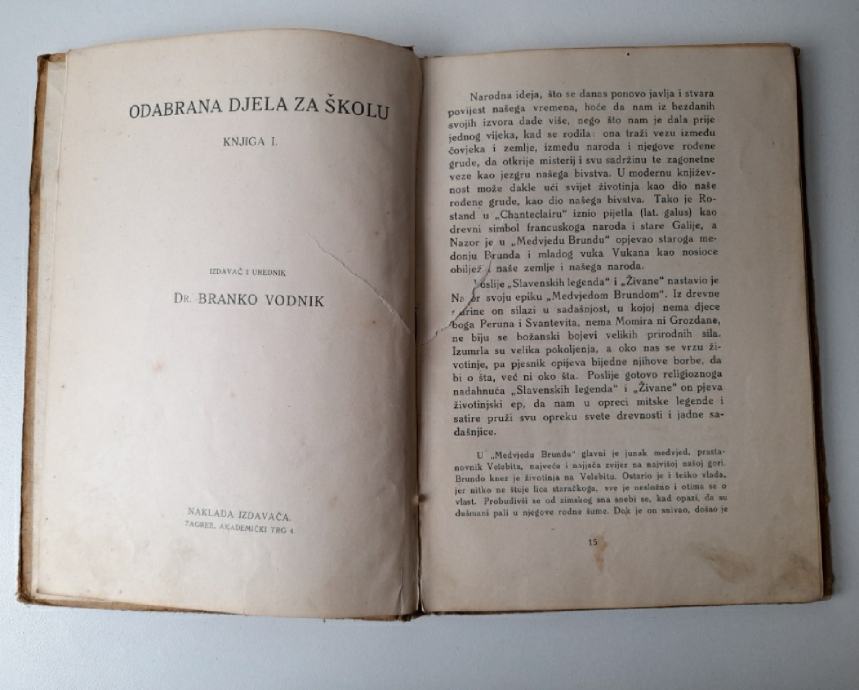 ODABRANA DJELA ZA ŠKOLU
KNJIGA I.
IZDAVAČ I UREDNIK
DR. BRANKO VODNIK
NAKLADA IZDAVAČA.
ZAGREB, AKADEMIČKI TRG 4.
Narodna ideja, što se danas ponovo javlja i stvara
povijest našega vremena, hoće da nam iz bezdanih
svojih izvora dade više, nego što nam je dala prije
jednog vijeka, kad se rodila: ona traži vezu između
čovjeka i zemlje, između naroda i njegove rođene
grude, da otkrije misterij i svu sadržinu te zagonetne
veze kao jezgru našega bivstva. U modernu književ-
nost može dakle ući svijet životinja kao dio naše
rođene grude, kao dio našega bivstva. Tako je Ro-
stand u „Chanteclairu" iznio pijetla (lat. galus) kao
drevni simbol francuskoga naroda i stare Galije, a
Nazor je u „Medvjedu Brundu" opjevao staroga me-
donju Brunda i mladog vuka Vukana kao nosioce
obilježja naše zemlje i našega naroda.
Poslije „Slavenskih legenda" i „Živane" nastavio je
Nazor svoju epiku „Medvjedom Brundom". Iz drevne
starine on silazi u sadašnjost, u kojoj nema djece
boga Peruna i Svantevita, nema Momira ni Grozdane,
ne biju se božanski bojevi velikih prirodnih sila.
Izumrla su velika pokoljenja, a oko nas se vrzu ži-
votinje, pa pjesnik opijeva bijedne njihove borbe, da
bi o šta, već ni oko šta. Poslije gotovo religioznoga
nadahnuća „Slavenskih legenda" i „Živane" on pjeva
životinjski ep, da nam u opreci mitske legende i
satire pruži svu opreku svete drevnosti i jadne sa-
dašnjice.
U „Medvjedu Brundu" glavni je junak medvjed, prasta-
novnik Velebita, najveća i najjača zvijer na najvišoj našoj gori.
Brundo knez je životinja na Velebitu. Ostario je i teško vlada,
jer nitko ne štuje lica staračkoga, sve je nesložno i otima se o
vlast. Probudivši se od zimskog sna snebi se, kad opazi, da su
dušmani pali u njegove rodne šume. Dok je on snivao, došao je
15